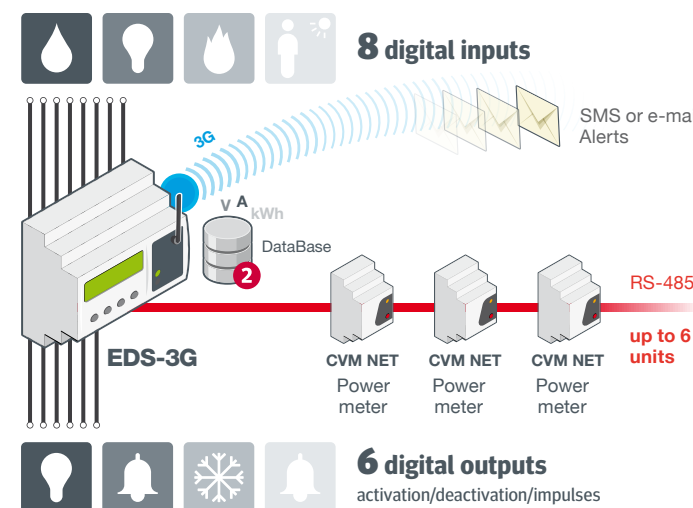 8 digital inputs
3G
SMS or e-ma
Alerts
V A
kWh
DataBase
2
RS-485
EDS-3G
up to 6
units
CVM NET
Power
meter
CVM NET
Power
meter
CVM NET
Power
meter
6 digital outputs
activation/deactivation/impulses